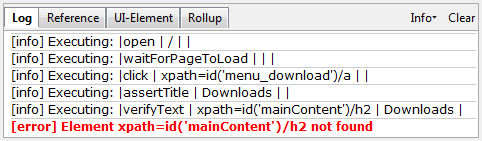 Log Reference UI-Element Rollup Info Clear
[info] Executing: |open | / | |
[info] Executing: |waitForPageToLoad | | |
[info] Executing: |click | xpath=id('menu_download')/a | |
[info] Executing: |assertTitle | Downloads | |
[info] Executing: |verifyText | xpath=id('mainContent')/h2 | Downloads |
[error] Element xpath=id('mainContent')/h2 not found